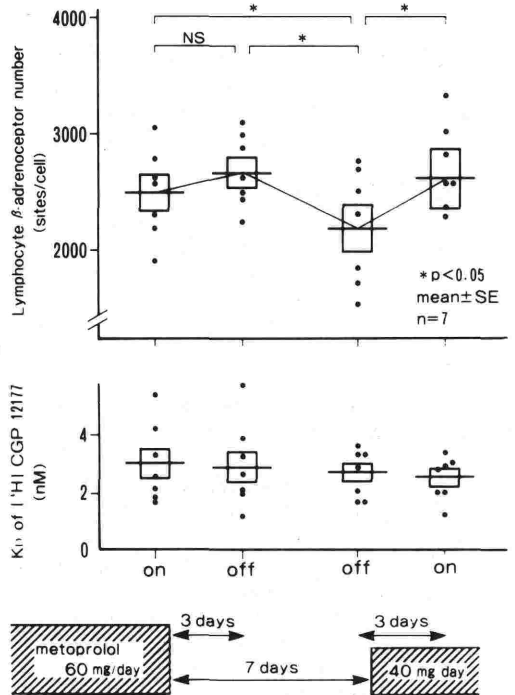 4000
3000
2000
Lymphocyte β-adrenoceptor number
(sites/cell)
*
*
NS
*
* p<0.05
mean±SE
n=7
4
2
0
KD of [³H] CGP 12177
(nM)
on
off
off
on
3 days
3 days
metoprolol
60 mg/day
7 days
40 mg day